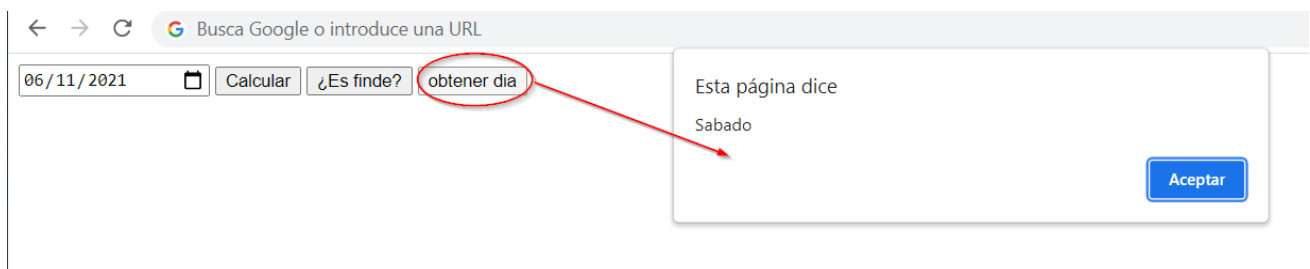 Busca Google o introduce una URL
06/11/2021 Calcular ¿Es finde? obtener dia
Esta página dice
Sabado
Aceptar